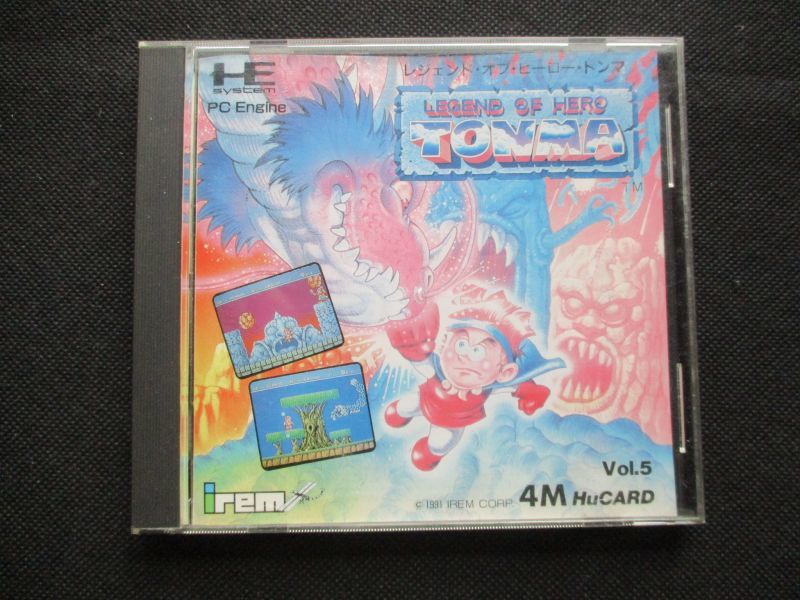 HE
system
PC Engine
レジェンド・オブ・ヒーロー・トンマ
LEGEND OF HERO
TONMA
TM
Vol.5
irem
© 1991 IREM CORP.
4M HuCARD